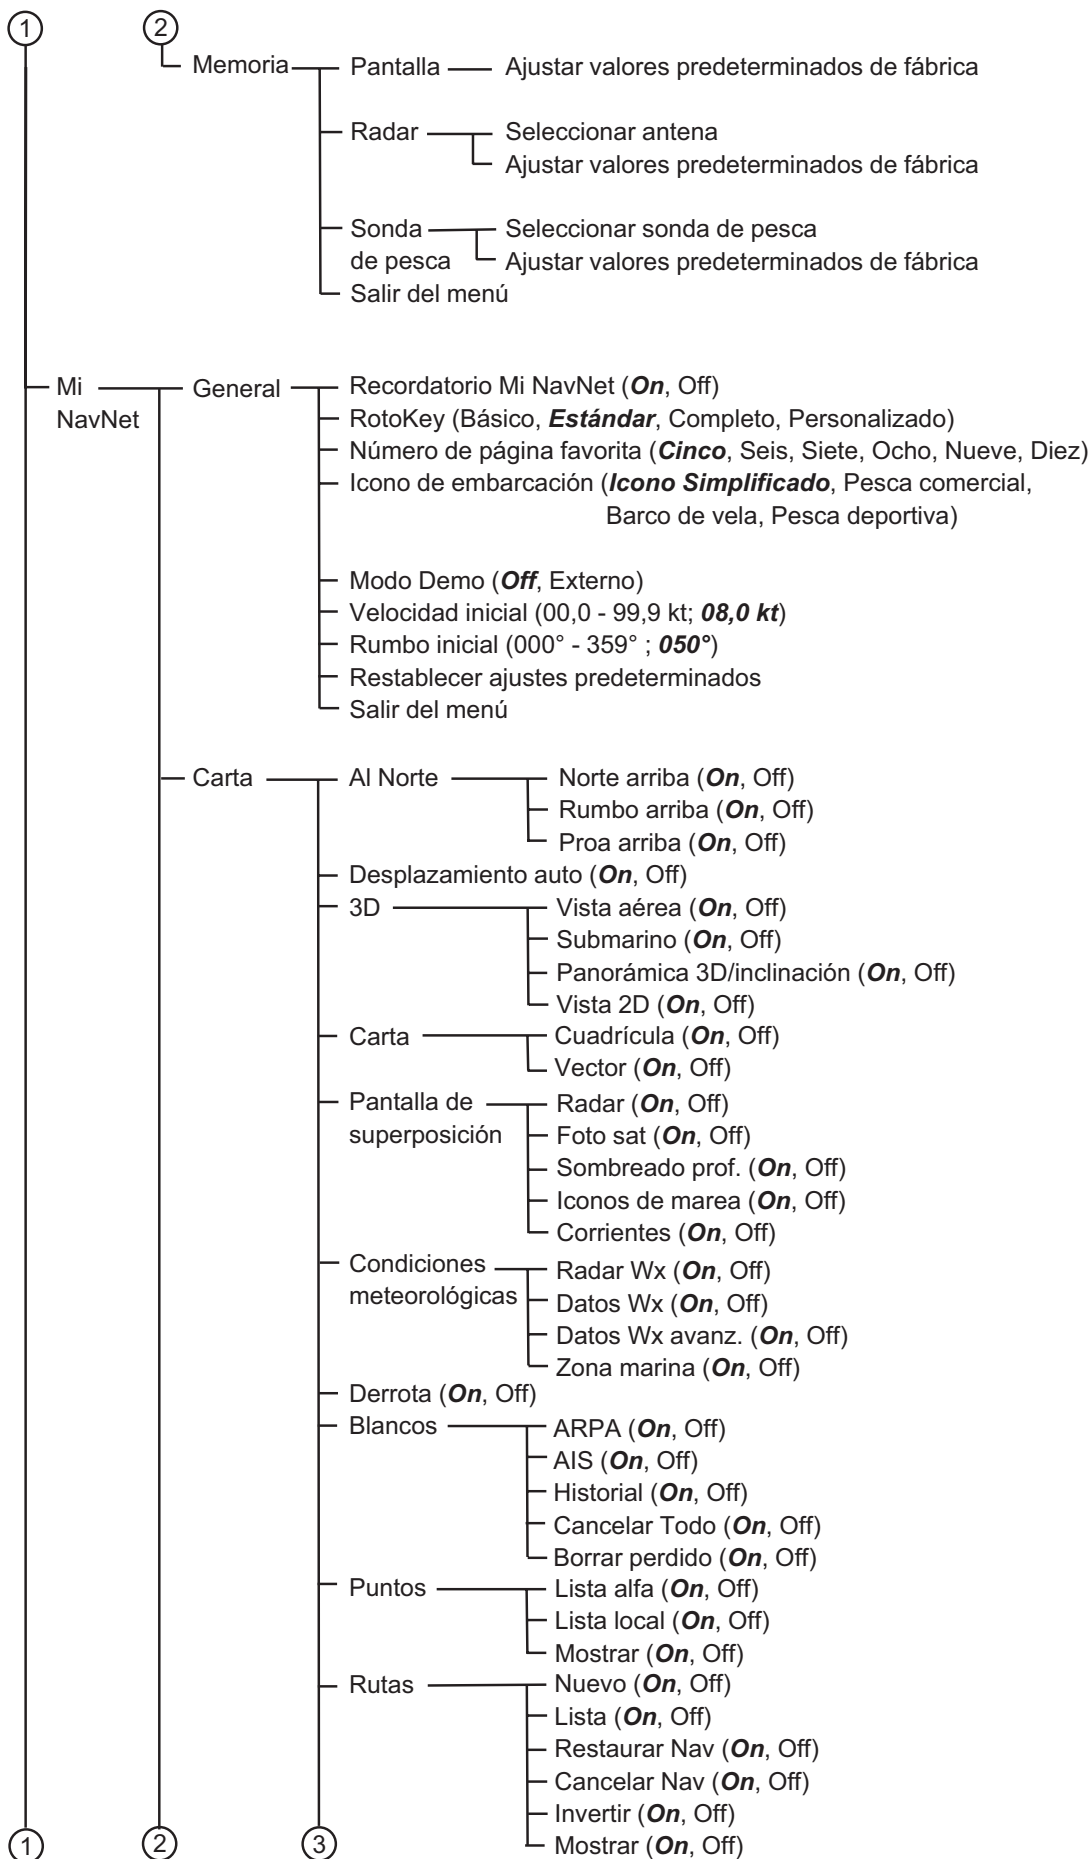 1 2
Memoria Pantalla Ajustar valores predeterminados de fábrica
Radar Seleccionar antena
Ajustar valores predeterminados de fábrica
Sonda Seleccionar sonda de pesca
de pesca Ajustar valores predeterminados de fábrica
Salir del menú
Mi General Recordatorio Mi NavNet (On, Off)
NavNet RotoKey (Básico, Estándar, Completo, Personalizado)
Número de página favorita (Cinco, Seis, Siete, Ocho, Nueve, Diez)
Icono de embarcación (Icono Simplificado, Pesca comercial,
Barco de vela, Pesca deportiva)
Modo Demo (Off, Externo)
Velocidad inicial (00,0 - 99,9 kt; 08,0 kt)
Rumbo inicial (000° - 359° ; 050°)
Restablecer ajustes predeterminados
Salir del menú
Carta Al Norte Norte arriba (On, Off)
Rumbo arriba (On, Off)
Proa arriba (On, Off)
Desplazamiento auto (On, Off)
3D Vista aérea (On, Off)
Submarino (On, Off)
Panorámica 3D/inclinación (On, Off)
Vista 2D (On, Off)
Carta Cuadrícula (On, Off)
Vector (On, Off)
Pantalla de Radar (On, Off)
superposición Foto sat (On, Off)
Sombreado prof. (On, Off)
Iconos de marea (On, Off)
Corrientes (On, Off)
Condiciones Radar Wx (On, Off)
meteorológicas Datos Wx (On, Off)
Datos Wx avanz. (On, Off)
Zona marina (On, Off)
Derrota (On, Off)
Blancos ARPA (On, Off)
AIS (On, Off)
Historial (On, Off)
Cancelar Todo (On, Off)
Borrar perdido (On, Off)
Puntos Lista alfa (On, Off)
Lista local (On, Off)
Mostrar (On, Off)
Rutas Nuevo (On, Off)
Lista (On, Off)
Restaurar Nav (On, Off)
Cancelar Nav (On, Off)
Invertir (On, Off)
Mostrar (On, Off)
1 2 3